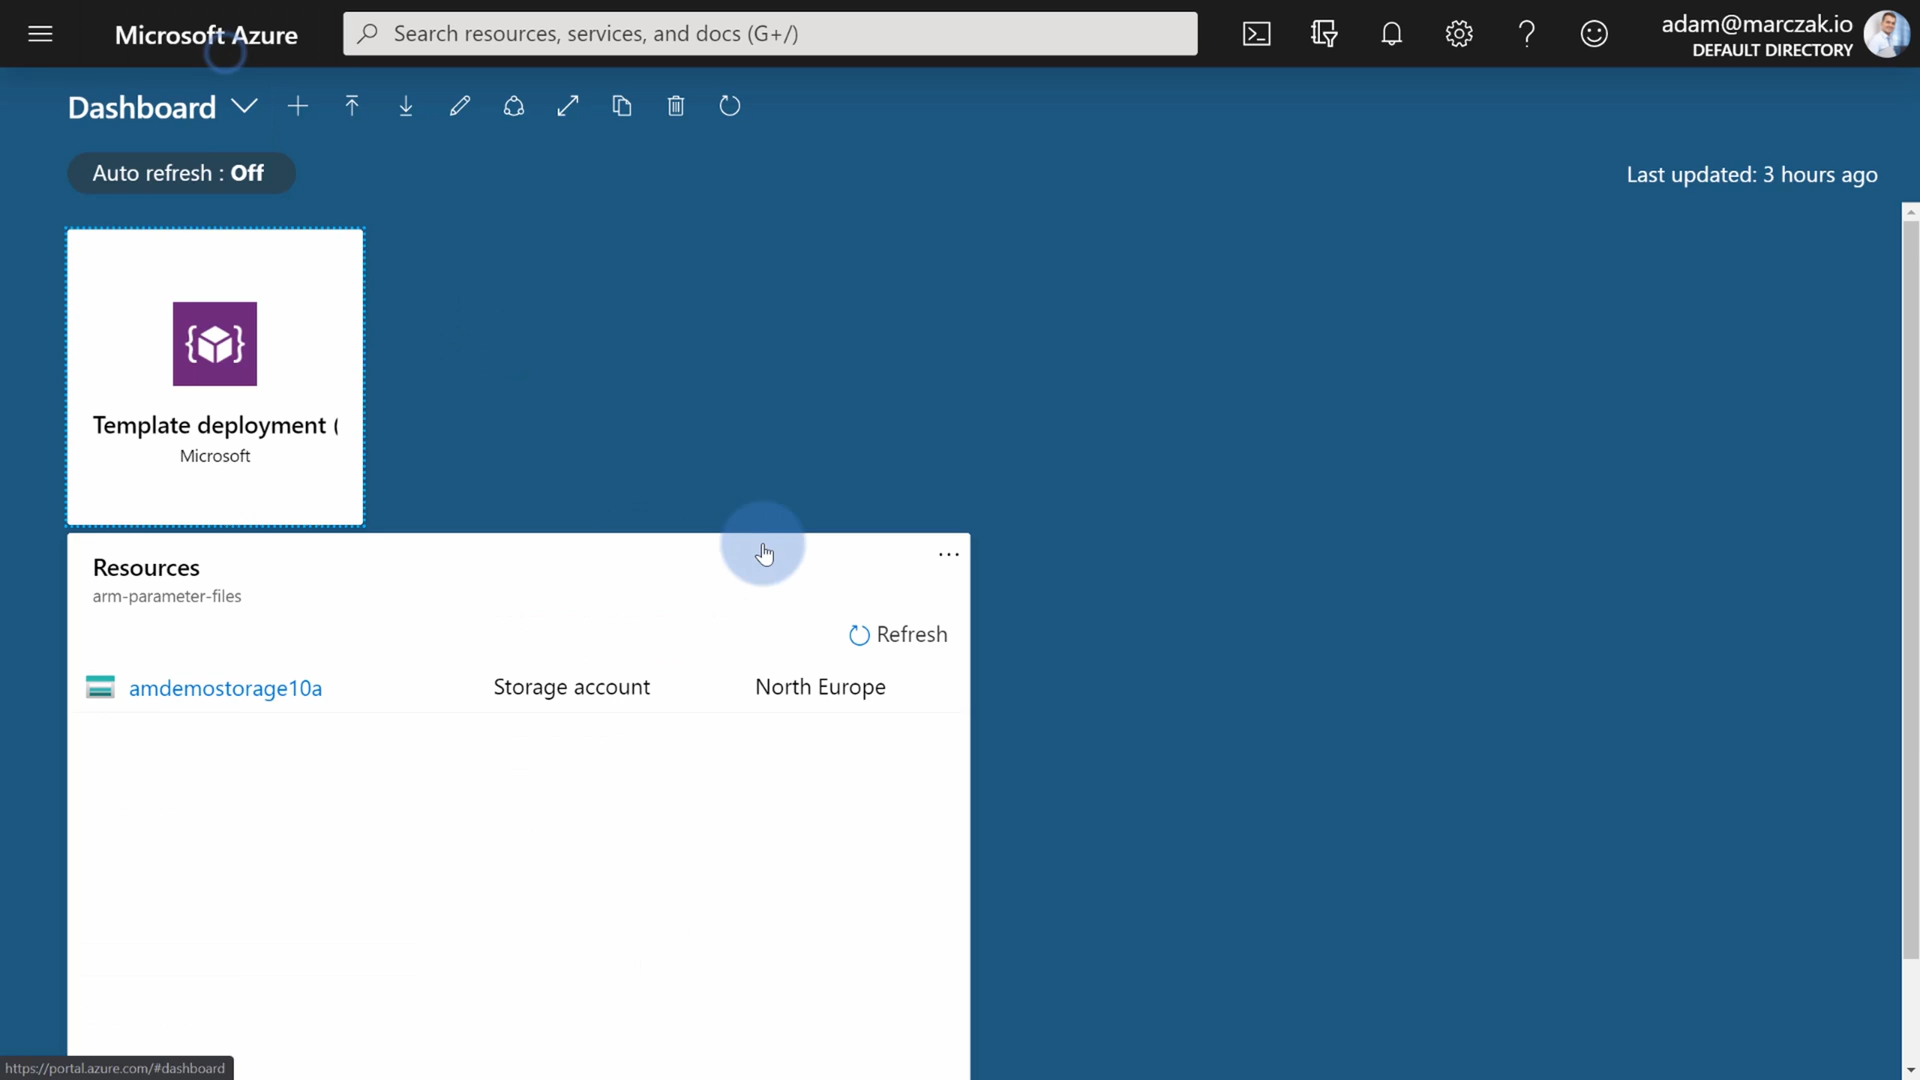 Microsoft Azure
Search resources, services, and docs (G+/)
adam@marczak.io
DEFAULT DIRECTORY
Dashboard
Auto refresh : Off
Last updated: 3 hours ago
Template deployment (
Microsoft
Resources
arm-parameter-files
Refresh
amdemostorage10a Storage account North Europe
https://portal.azure.com/#dashboard